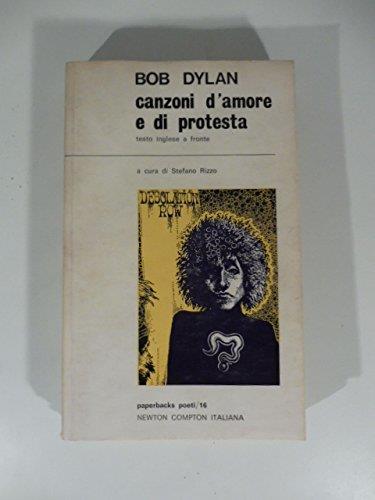 BOB DYLAN
canzoni d'amore
e di protesta
testo inglese a fronte
a cura di Stefano Rizzo
DESOLATION
ROW
paperbacks poeti/16
NEWTON COMPTON ITALIANA